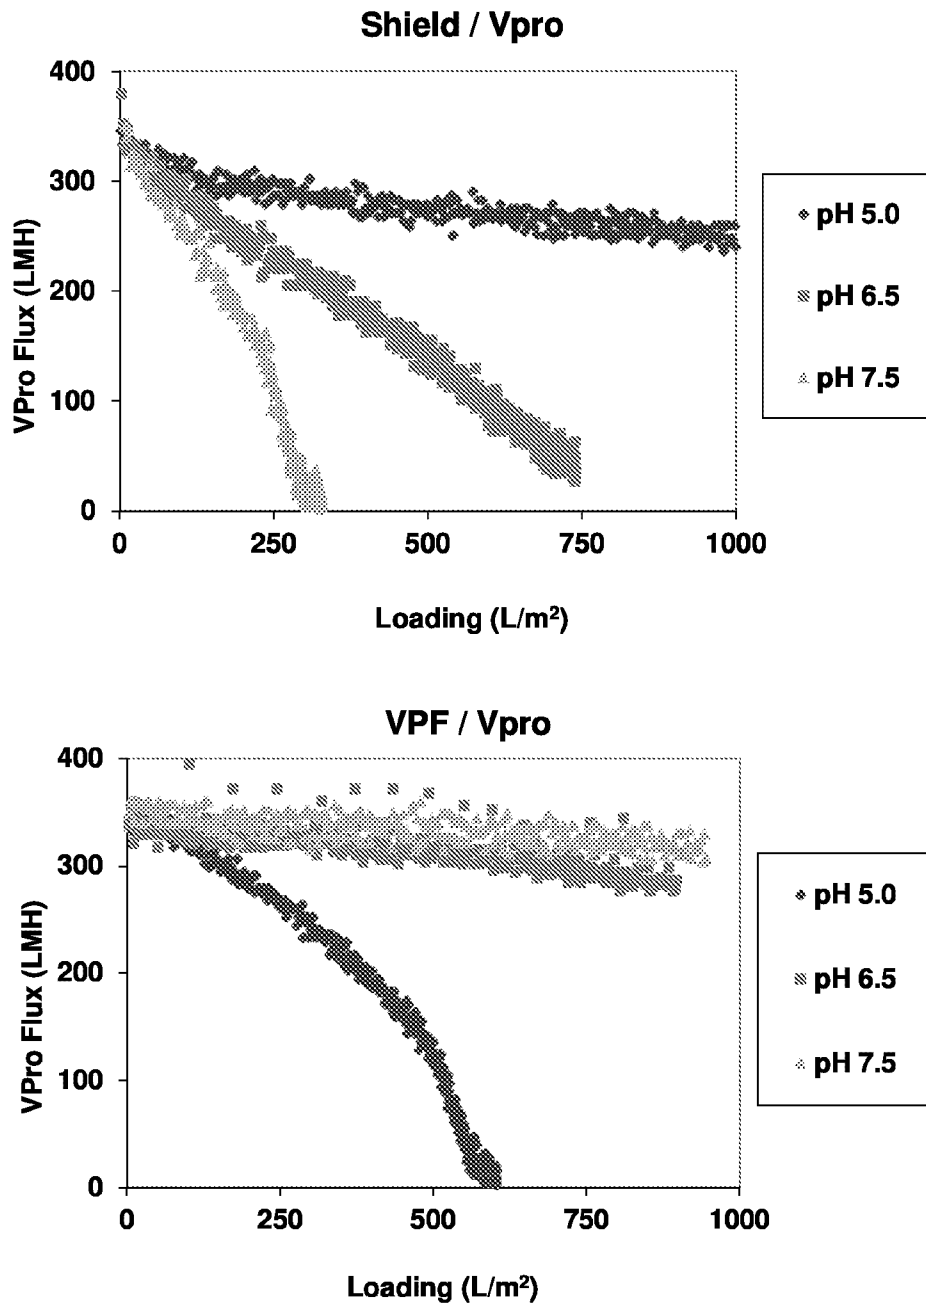 Shield / Vpro
400
300
200
100
0
VPro Flux (LMH)
0 250 500 750 1000
Loading (L/m²)
pH 5.0
pH 6.5
pH 7.5
VPF / Vpro
400
300
200
100
0
VPro Flux (LMH)
0 250 500 750 1000
Loading (L/m²)
pH 5.0
pH 6.5
pH 7.5